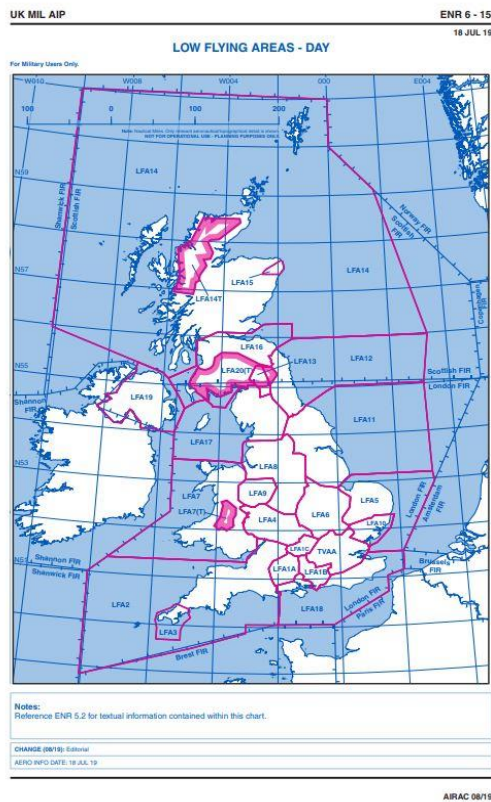 UK MIL AIP
ENR 6 - 15
18 JUL 19
LOW FLYING AREAS - DAY
For Military Users Only.
W010
W008
W004
000
E004
100
0
100
200
NOT FOR OPERATIONAL USE - PLANNING PURPOSES ONLY
N59
LFA14
Shanwick FIR
Scottish FIR
Norway FIR
Scottish FIR
N57
LFA15
LFA14
LFA14T
Copenhagen FIR
LFA16
LFA13
LFA12
N55
LFA20(T)
Scottish FIR
London FIR
Shannon FIR
LFA19
LFA11
LFA17
N53
LFA8
LFA7
LFA9
LFA5
LFA7(T)
LFA4
LFA6
LFA10
London FIR
Amsterdam FIR
LFA1C
TVAA
Shannon FIR
Shanwick FIR
N51
LFA1A
LFA1B
Brussels FIR
LFA2
LFA18
London FIR
Paris FIR
LFA3
Brest FIR
Notes:
Reference ENR 5.2 for textual information contained within this chart.
CHANGE (08/19): Editorial
AERO INFO DATE: 18 JUL 19
AIRAC 08/19